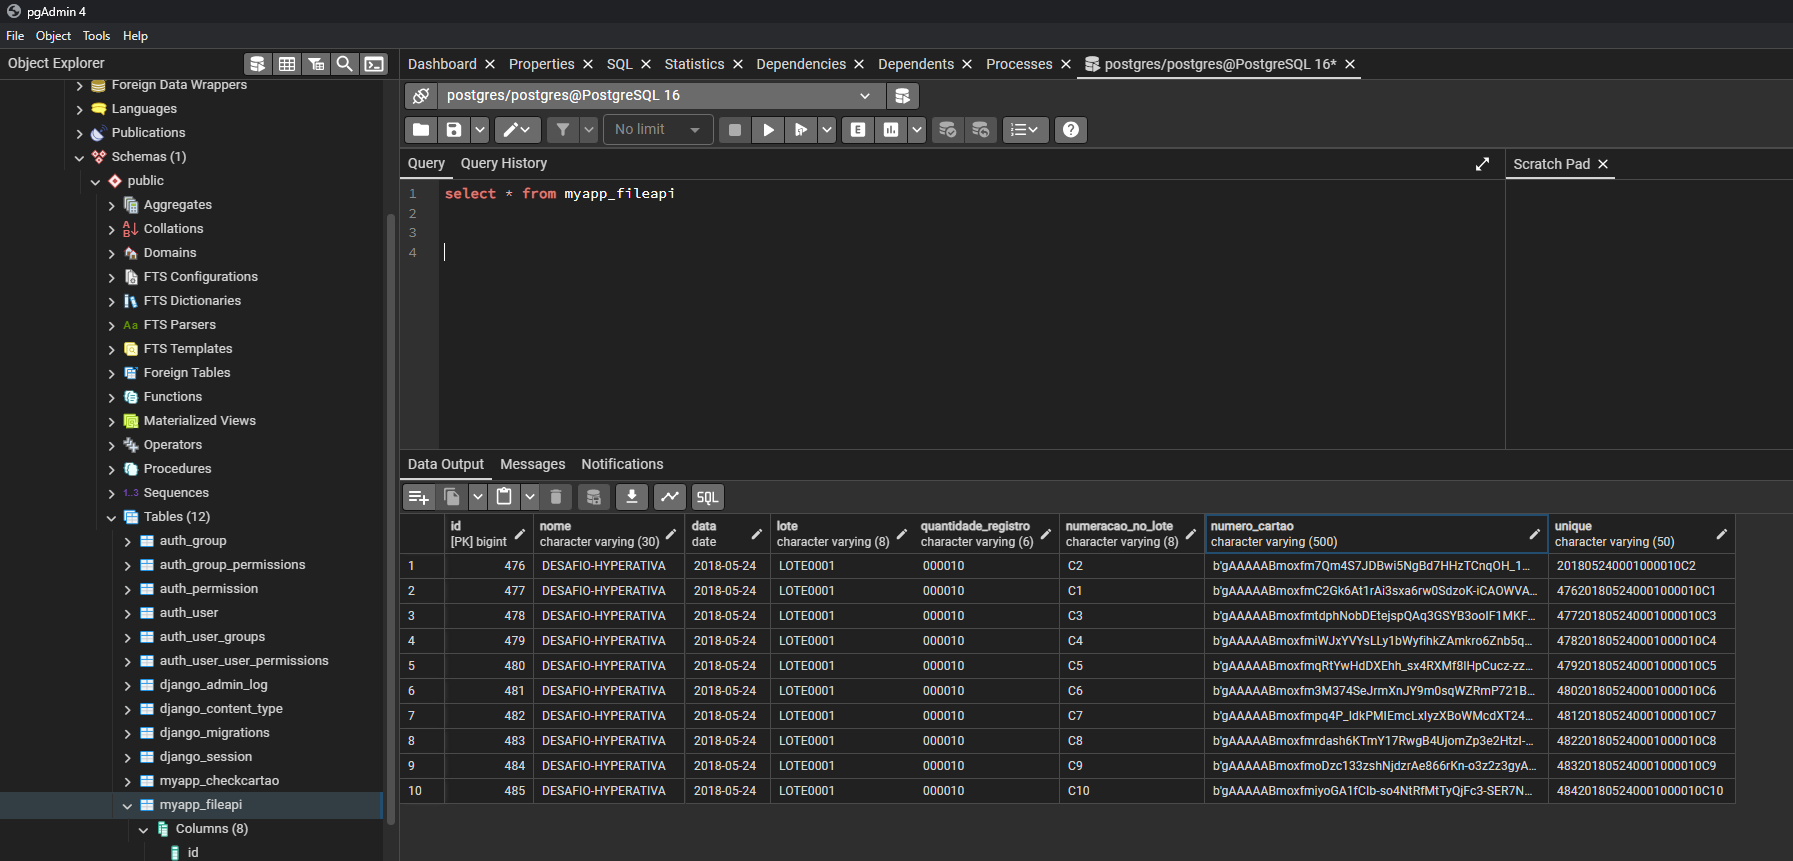 pgAdmin 4
File Object Tools Help
Object Explorer
Foreign Data Wrappers
Languages
Publications
Schemas (1)
public
Aggregates
Collations
Domains
FTS Configurations
FTS Dictionaries
Aa FTS Parsers
FTS Templates
Foreign Tables
Functions
Materialized Views
Operators
Procedures
1..3 Sequences
Tables (12)
auth_group
auth_group_permissions
auth_permission
auth_user
auth_user_groups
auth_user_user_permissions
django_admin_log
django_content_type
django_migrations
django_session
myapp_checkcartao
myapp_fileapi
Columns (8)
id
Dashboard Properties SQL Statistics Dependencies Dependents Processes postgres/postgres@PostgreSQL 16*
postgres/postgres@PostgreSQL 16
No limit E
Query Query History
Scratch Pad
1 select * from myapp_fileapi
2
3
4
Data Output Messages Notifications
SQL
id nome data lote quantidade_registro numeracao_no_lote numero_cartao unique
[PK] bigint character varying (30) date character varying (8) character varying (6) character varying (8) character varying (500) character varying (50)
1 476 DESAFIO-HYPERATIVA 2018-05-24 LOTE0001 000010 C2 b'gAAAAABmoxfm7Qm4S7JDBwi5NgBd7HHzTCnqOH_1... 201805240001000010C2
2 477 DESAFIO-HYPERATIVA 2018-05-24 LOTE0001 000010 C1 b'gAAAAABmoxfmC2Gk6At1rAi3sxa6rw0SdzoK-iCAOWVA... 476201805240001000010C1
3 478 DESAFIO-HYPERATIVA 2018-05-24 LOTE0001 000010 C3 b'gAAAAABmoxfmtdphNobDEtejspQAq3GSYB3ooIF1MKF... 477201805240001000010C3
4 479 DESAFIO-HYPERATIVA 2018-05-24 LOTE0001 000010 C4 b'gAAAAABmoxfmiWJxYVYsLLy1bWyfihkZAmkro6Znb5q... 478201805240001000010C4
5 480 DESAFIO-HYPERATIVA 2018-05-24 LOTE0001 000010 C5 b'gAAAAABmoxfmqRtYwHdDXEhh_sx4RXMf8IHpCucz-zz... 479201805240001000010C5
6 481 DESAFIO-HYPERATIVA 2018-05-24 LOTE0001 000010 C6 b'gAAAAABmoxfm3M374SeJrmXnJY9m0sqWZRmP721B... 480201805240001000010C6
7 482 DESAFIO-HYPERATIVA 2018-05-24 LOTE0001 000010 C7 b'gAAAAABmoxfmpq4P_ldkPMIEmcLxIyzXBoWMcdXT24... 481201805240001000010C7
8 483 DESAFIO-HYPERATIVA 2018-05-24 LOTE0001 000010 C8 b'gAAAAABmoxfmrdash6KTmY17RwgB4UjomZp3e2HtzI-... 482201805240001000010C8
9 484 DESAFIO-HYPERATIVA 2018-05-24 LOTE0001 000010 C9 b'gAAAAABmoxfmoDzc133zshNjdzrAe866rKn-o3z2z3gyA... 483201805240001000010C9
10 485 DESAFIO-HYPERATIVA 2018-05-24 LOTE0001 000010 C10 b'gAAAAABmoxfmiyoGA1fCIb-so4NtRfMtTyQjFc3-SER7N... 484201805240001000010C10